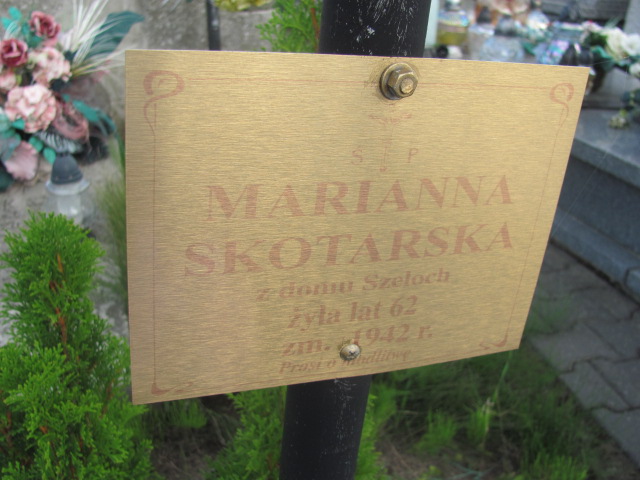 Ś P
MARIANNA
SKOTARSKA
z domu Szeloch
żyła lat 62
zm. 1942 r.
Prosi o modlitwę